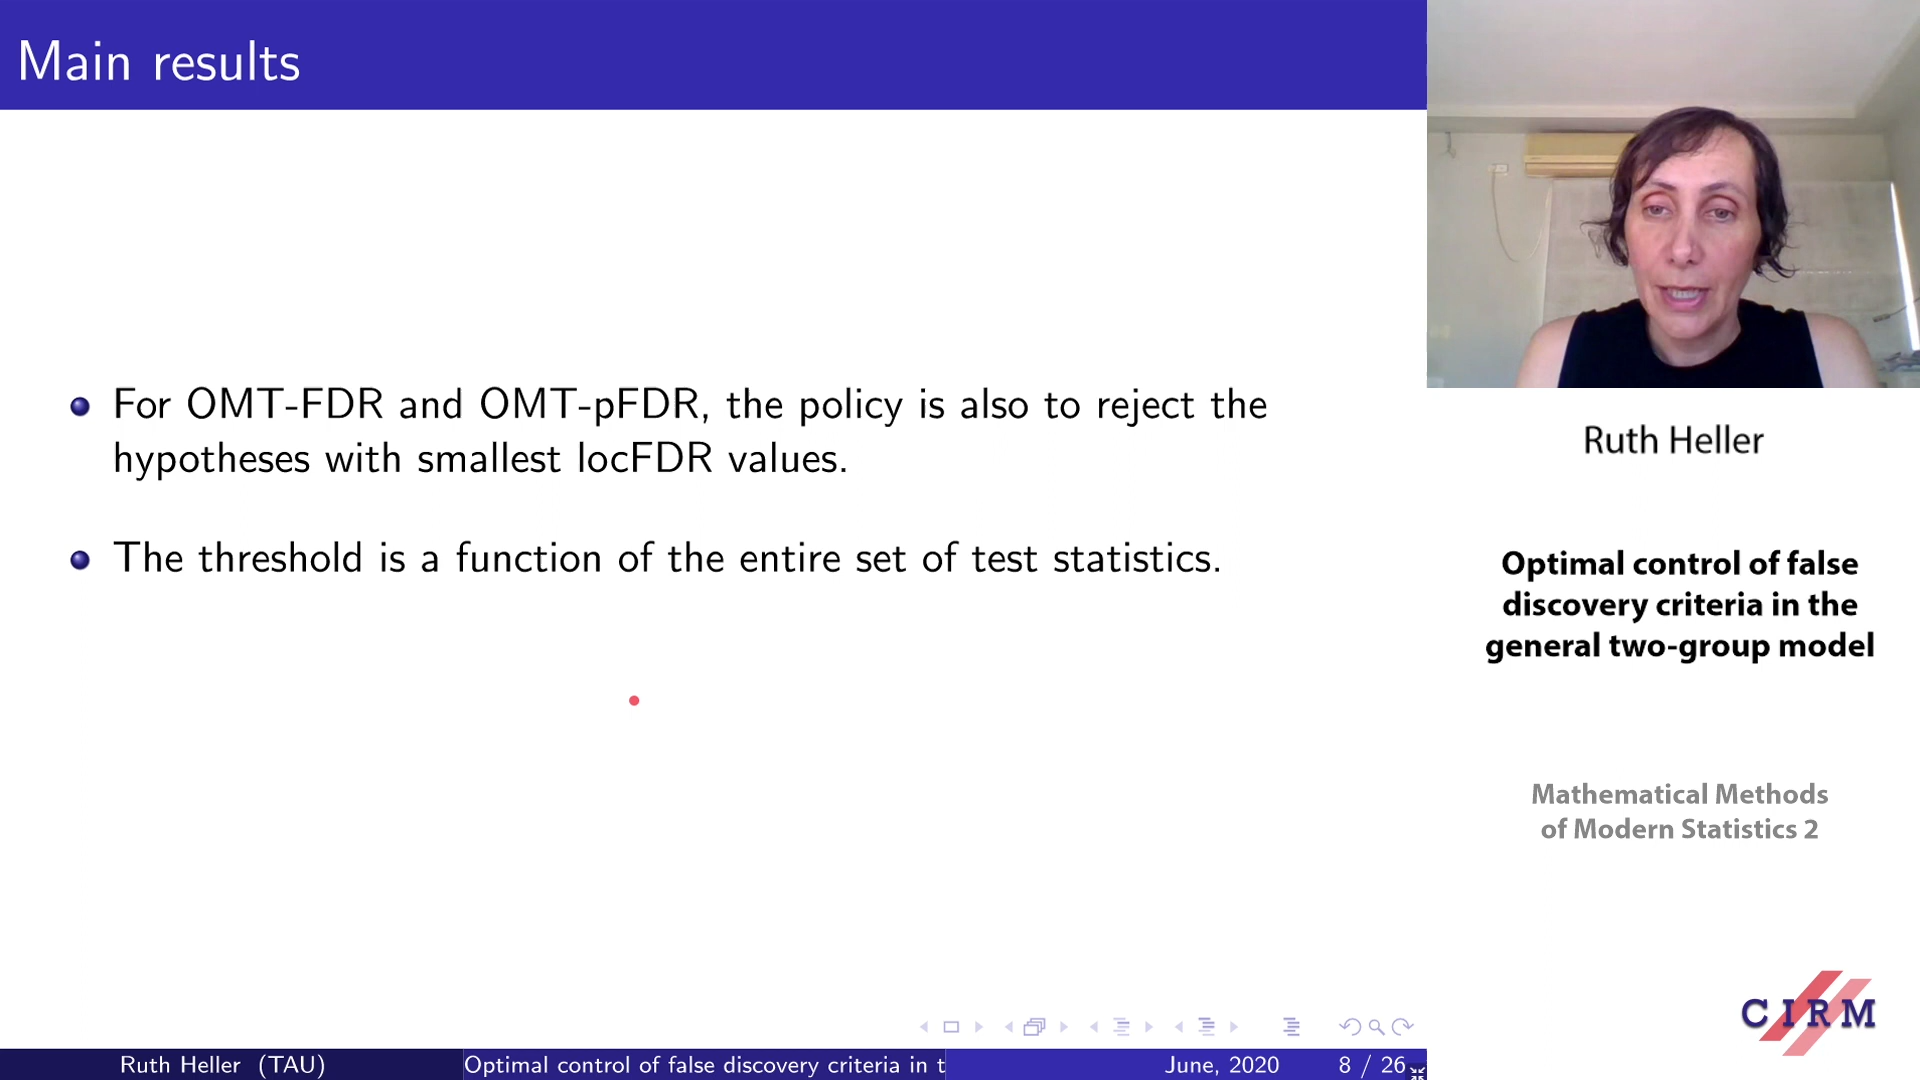 Main results
For OMT-FDR and OMT-pFDR, the policy is also to reject the
hypotheses with smallest locFDR values.
The threshold is a function of the entire set of test statistics.
Ruth Heller (TAU)
Optimal control of false discovery criteria in t
June, 2020
8 / 26
Ruth Heller
Optimal control of false
discovery criteria in the
general two-group model
Mathematical Methods
of Modern Statistics 2
CIRM